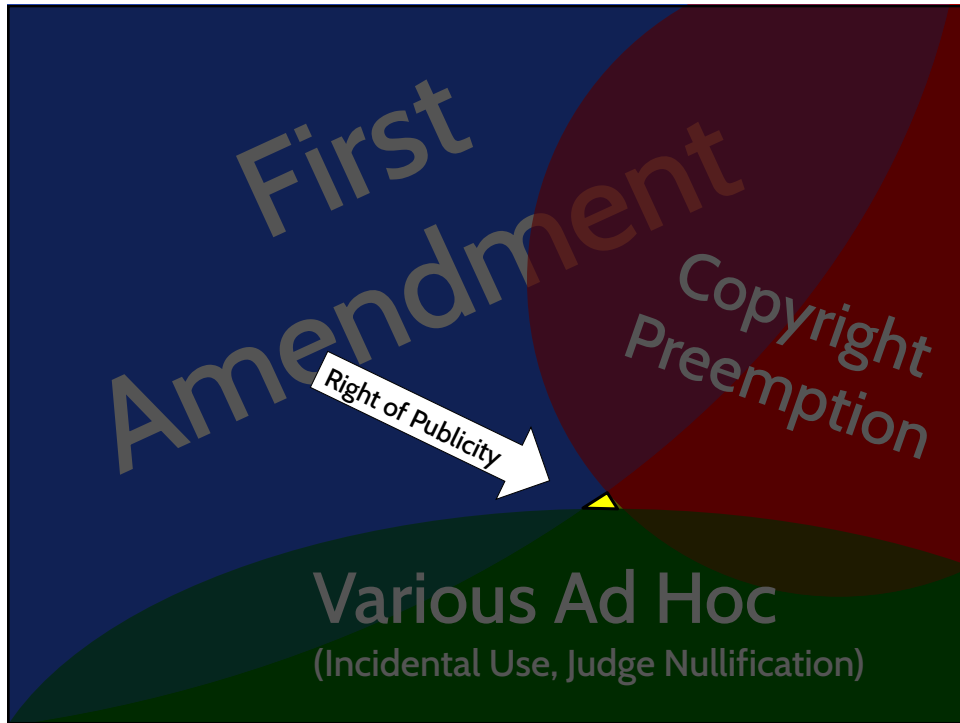 First
Amendment
Copyright
Preemption
Right of Publicity
Various Ad Hoc
(Incidental Use, Judge Nullification)